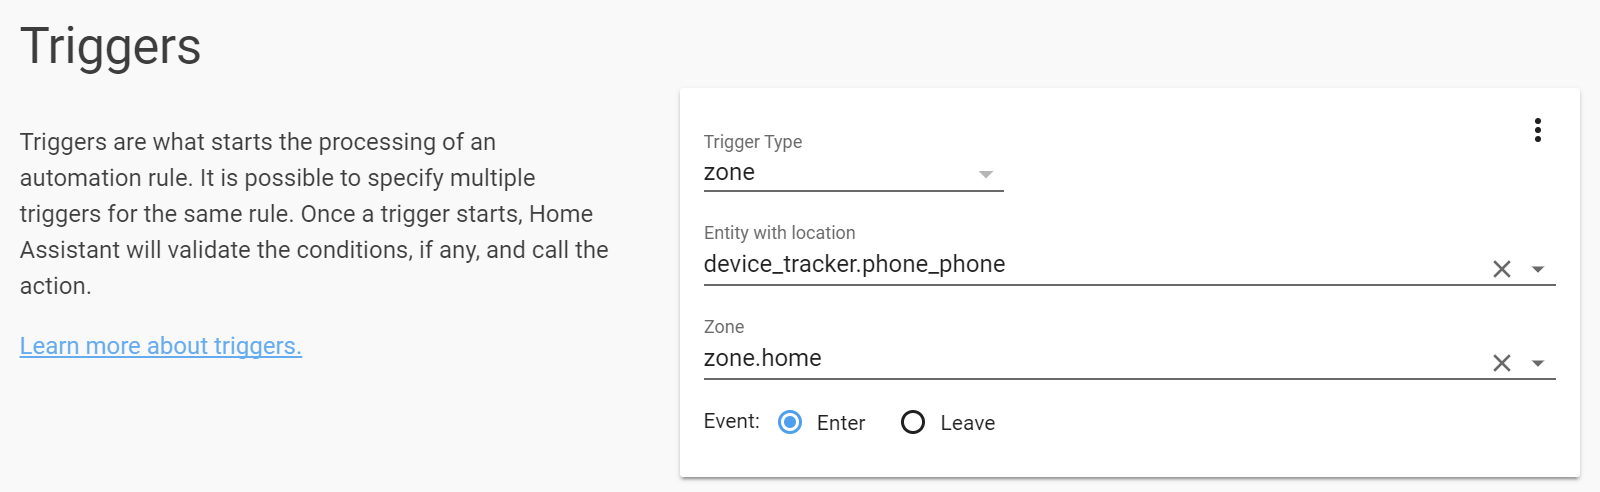 Triggers
Triggers are what starts the processing of an
automation rule. It is possible to specify multiple
triggers for the same rule. Once a trigger starts, Home
Assistant will validate the conditions, if any, and call the
action.
Learn more about triggers.
Trigger Type
zone
Entity with location
device_tracker.phone_phone
Zone
zone.home
Event: Enter Leave